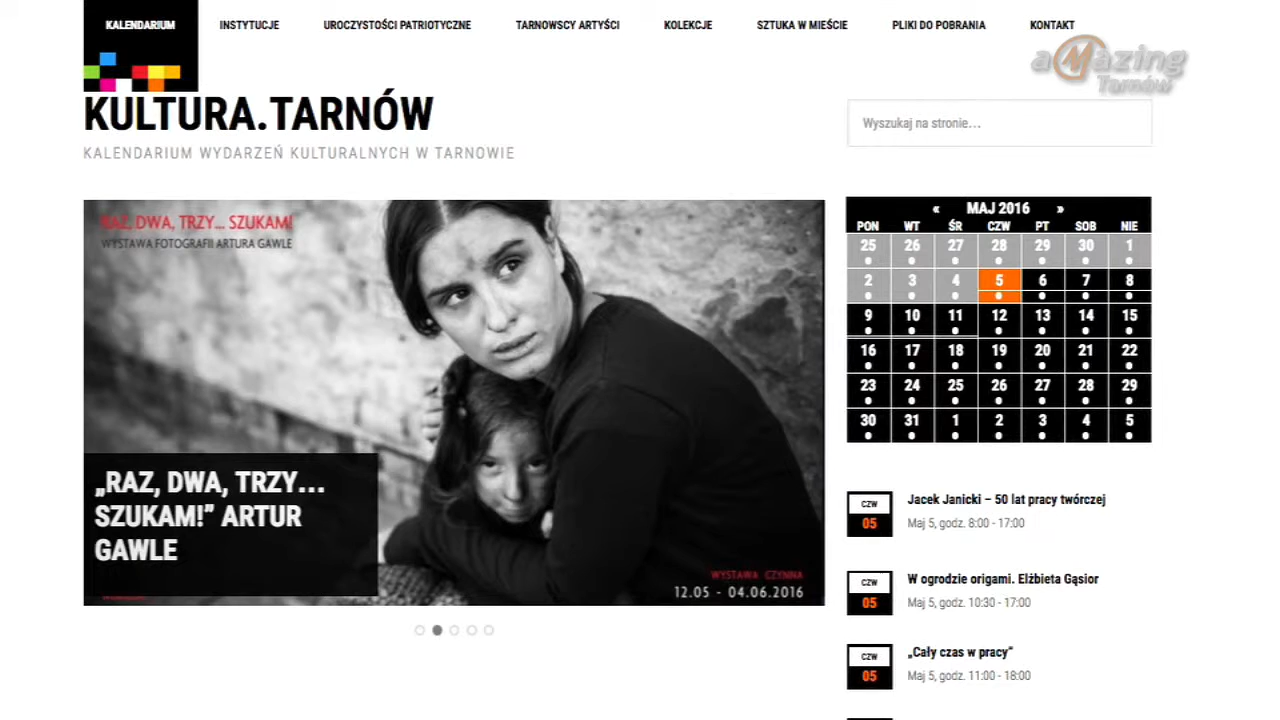 KALENDARIUM INSTYTUCJE UROCZYSTOŚCI PATRIOTYCZNE TARNOWSCY ARTYŚCI KOLEKCJE SZTUKA W MIEŚCIE PLIKI DO POBRANIA KONTAKT
aMazing
Tarnów
KULTURA.TARNÓW
KALENDARIUM WYDARZEŃ KULTURALNYCH W TARNOWIE
Wyszukaj na stronie...
RAZ, DWA, TRZY... SZUKAM!
WYSTAWA FOTOGRAFII ARTURA GAWLE
„RAZ, DWA, TRZY...
SZUKAM!” ARTUR
GAWLE
WYSTAWA CZYNNA
12.05 - 04.06.2016
« MAJ 2016 »
PON WT ŚR CZW PT SOB NIE
25 26 27 28 29 30 1
2 3 4 5 6 7 8
9 10 11 12 13 14 15
16 17 18 19 20 21 22
23 24 25 26 27 28 29
30 31 1 2 3 4 5
CZW
05
Jacek Janicki – 50 lat pracy twórczej
Maj 5, godz. 8:00 - 17:00
CZW
05
W ogrodzie origami. Elżbieta Gąsior
Maj 5, godz. 10:30 - 17:00
CZW
05
„Cały czas w pracy”
Maj 5, godz. 11:00 - 18:00